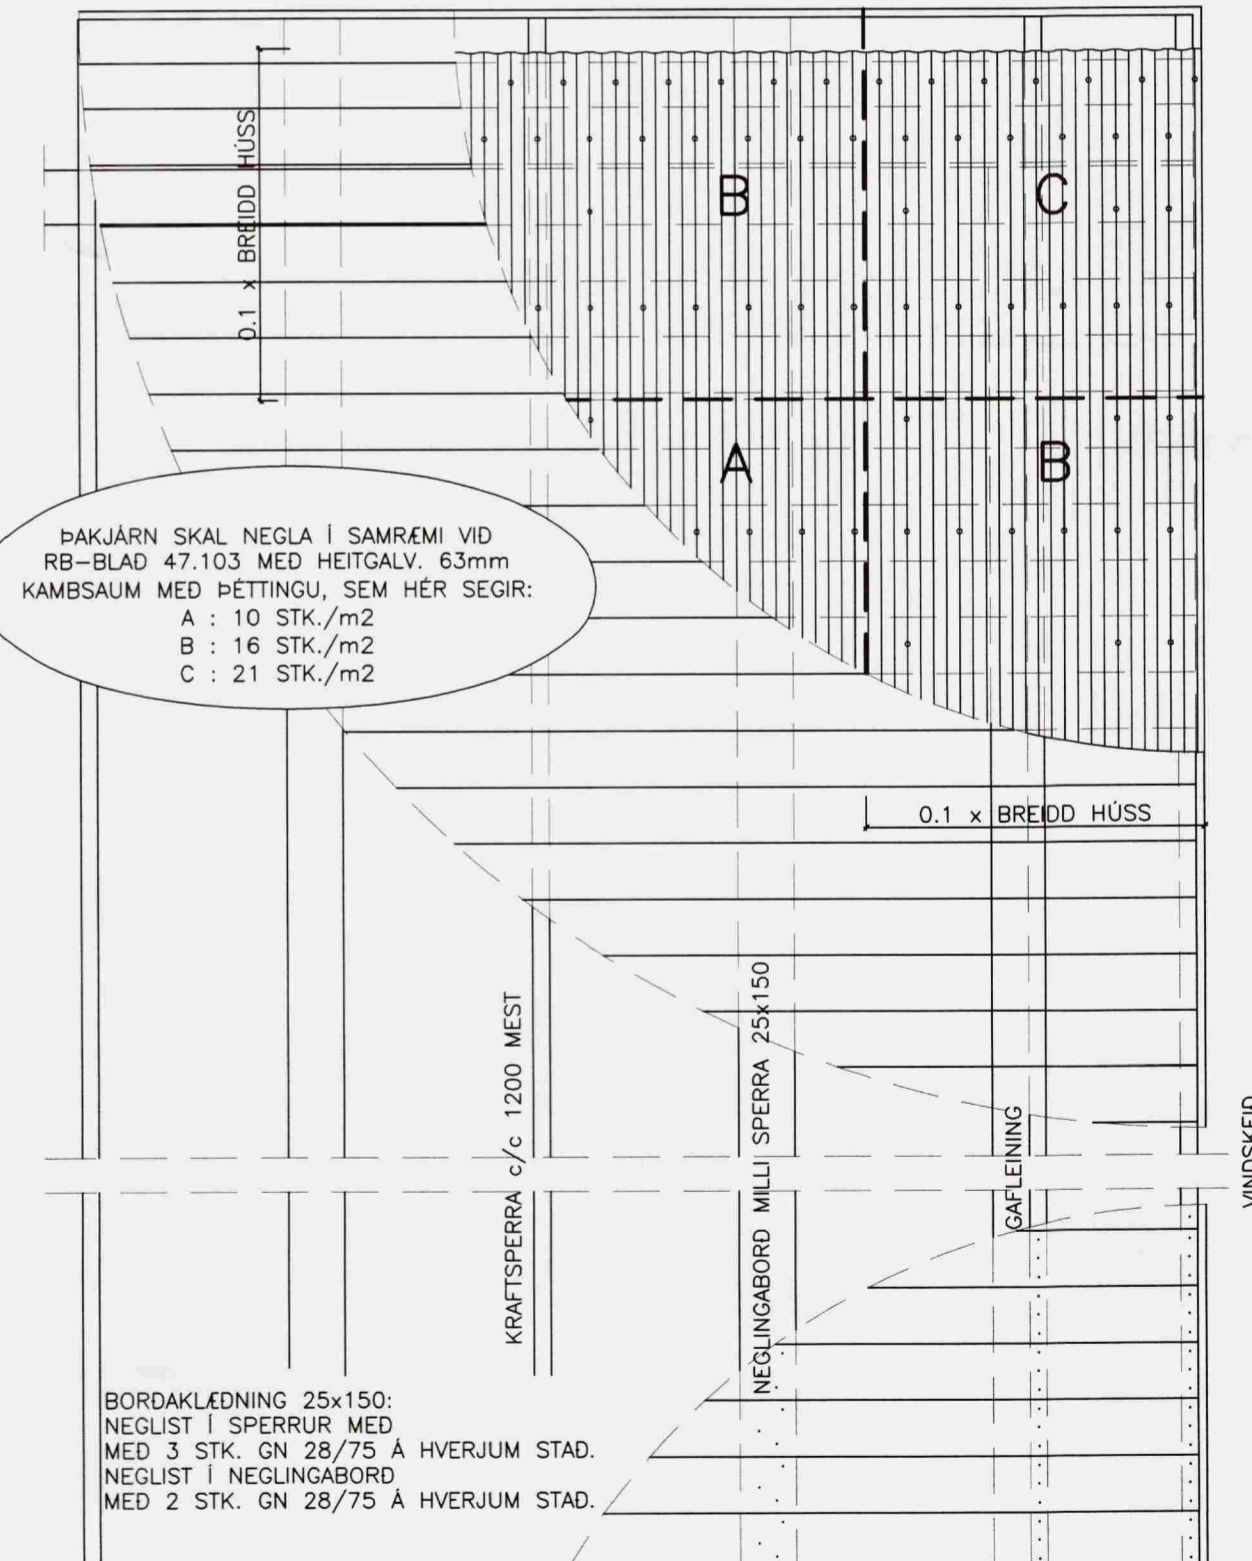 0.1 x BREIDD HÚSS
B
C
A
B
ÞAKJÁRN SKAL NEGLA Í SAMRÆMI VIÐ
RB-BLAÐ 47.103 MEÐ HEITGALV. 63mm
KAMBSAUM MEÐ ÞÉTTINGU, SEM HÉR SEGIR:
A : 10 STK./m2
B : 16 STK./m2
C : 21 STK./m2
0.1 x BREIDD HÚSS
KRAFTSPERRA c/c 1200 MEST
NEGLINGABORÐ MILLI SPERRA 25x150
GAFLEINING
VINDSKEIÐ
BORÐAKLÆÐNING 25x150:
NEGLIST Í SPERRUR MEÐ
MEÐ 3 STK. GN 28/75 Á HVERJUM STAÐ.
NEGLIST Í NEGLINGABORÐ
MEÐ 2 STK. GN 28/75 Á HVERJUM STAÐ.